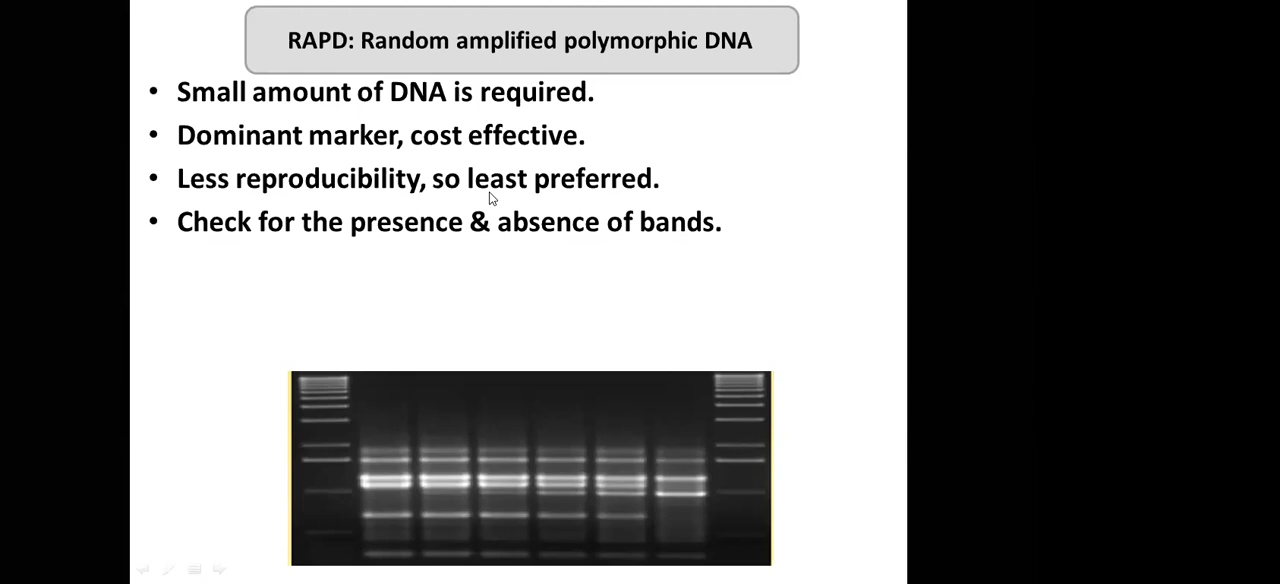 RAPD: Random amplified polymorphic DNA
• Small amount of DNA is required.
• Dominant marker, cost effective.
• Less reproducibility, so least preferred.
• Check for the presence & absence of bands.